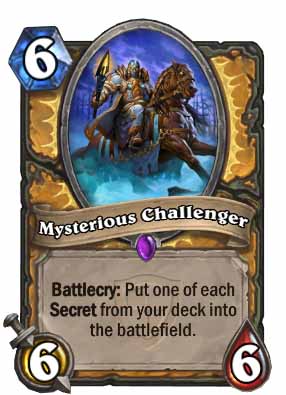 6
Mysterious Challenger
Battlecry: Put one of each
Secret from your deck into
the battlefield.
6
6